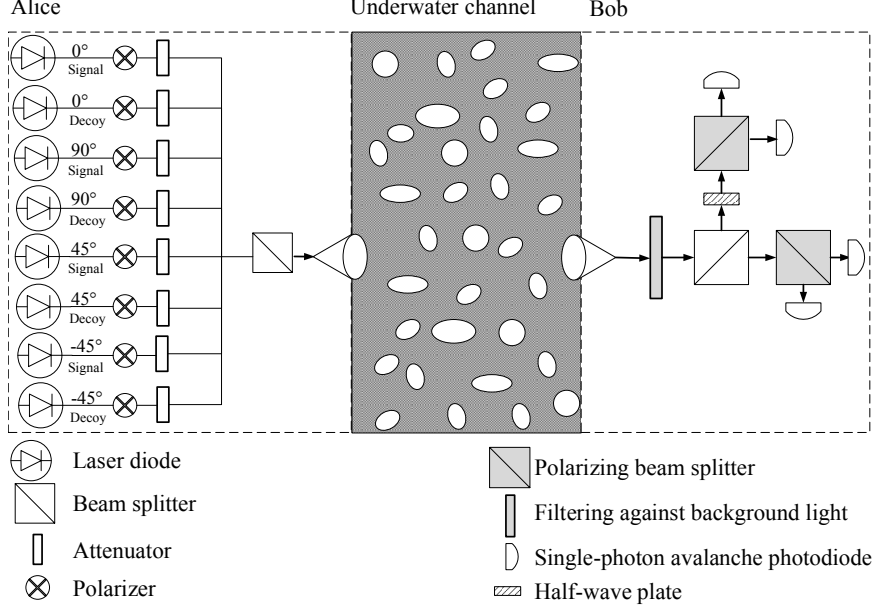 Alice
Underwater channel
Bob
0°
Signal
0°
Decoy
90°
Signal
90°
Decoy
45°
Signal
45°
Decoy
-45°
Signal
-45°
Decoy
Laser diode
Beam splitter
Attenuator
Polarizer
Polarizing beam splitter
Filtering against background light
Single-photon avalanche photodiode
Half-wave plate